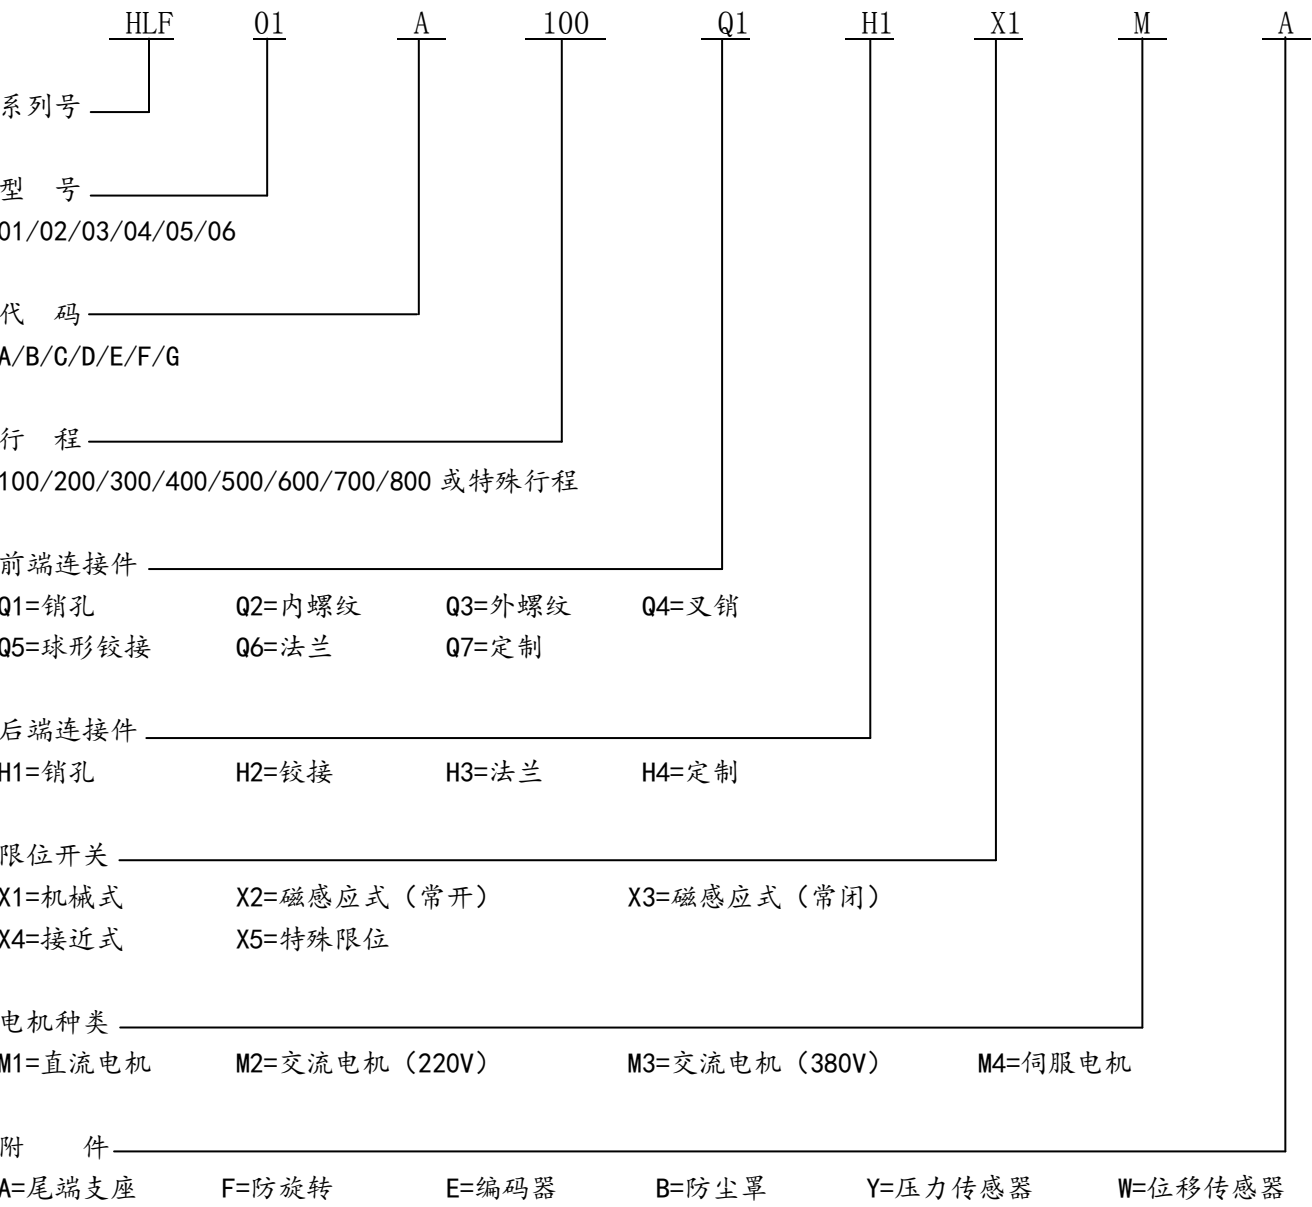 HLF 01 A 100 Q1 H1 X1 M A
系列号
型 号
01/02/03/04/05/06
代 码
A/B/C/D/E/F/G
行 程
100/200/300/400/500/600/700/800 或特殊行程
前端连接件
Q1=销孔 Q2=内螺纹 Q3=外螺纹 Q4=叉销
Q5=球形铰接 Q6=法兰 Q7=定制
后端连接件
H1=销孔 H2=铰接 H3=法兰 H4=定制
限位开关
X1=机械式 X2=磁感应式（常开） X3=磁感应式（常闭）
X4=接近式 X5=特殊限位
电机种类
M1=直流电机 M2=交流电机（220V） M3=交流电机（380V） M4=伺服电机
附 件
A=尾端支座 F=防旋转 E=编码器 B=防尘罩 Y=压力传感器 W=位移传感器